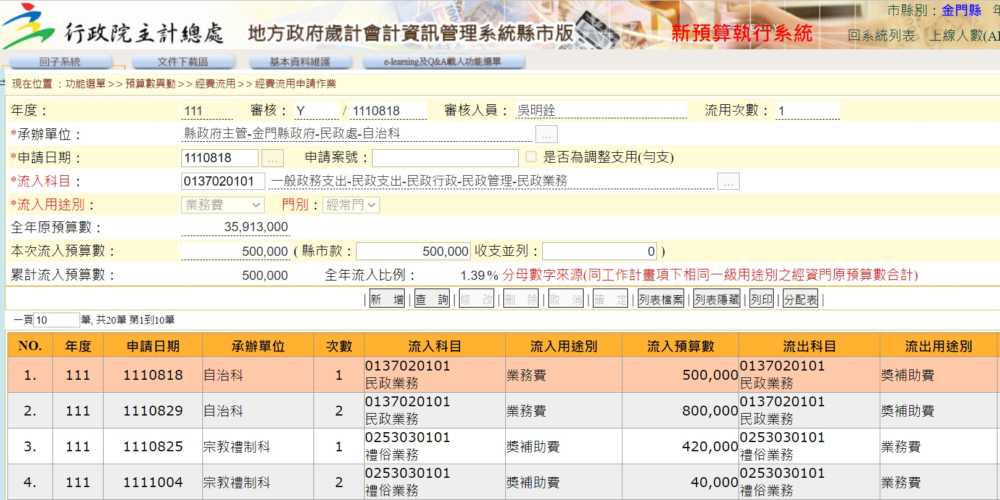 行政院主計總處
地方政府歲計會計資訊管理系統縣市版
新預算執行系統
市縣別：金門縣
回系統列表 上線人數(
回子系統 文件下載區 基本資料維護 e-learning及Q&A載入功能選單
現在位置 ：功能選單>>預算數異動>>經費流用>>經費流用申請作業
年度： 111 審核： Y / 1110818 審核人員： 吳明銓 流用次數： 1
*承辦單位： 縣政府主管-金門縣政府-民政處-自治科 ...
*申請日期： 1110818 ... 申請案號： 是否為調整支用(勻支)
*流入科目： 0137020101 一般政務支出-民政支出-民政行政-民政管理-民政業務 ...
*流入用途別： 業務費 門別： 經常門
全年原預算數： 35,913,000
本次流入預算數： 500,000 ( 縣市款： 500,000 收支並列： 0 )
累計流入預算數： 500,000 全年流入比例： 1.39 % 分母數字來源(同工作計畫項下相同一級用途別之經資門原預算數合計)
| 新 增 | 查 詢 | 修 改 | 刪 除 | 取 消 | 確 定 | 列表檔案 | 列表隱藏 | 列印 | 分配表 |
一頁 10 筆, 共20筆 第1到10筆
NO. 年度 申請日期 承辦單位 次數 流入科目 流入用途別 流入預算數 流出科目 流出用途別
1. 111 1110818 自治科 1 0137020101 民政業務 業務費 500,000 0137020101 民政業務 獎補助費
2. 111 1110829 自治科 2 0137020101 民政業務 業務費 800,000 0137020101 民政業務 獎補助費
3. 111 1110825 宗教禮制科 1 0253030101 禮俗業務 獎補助費 420,000 0253030101 禮俗業務 業務費
4. 111 1111004 宗教禮制科 2 0253030101 禮俗業務 獎補助費 40,000 0253030101 禮俗業務 業務費